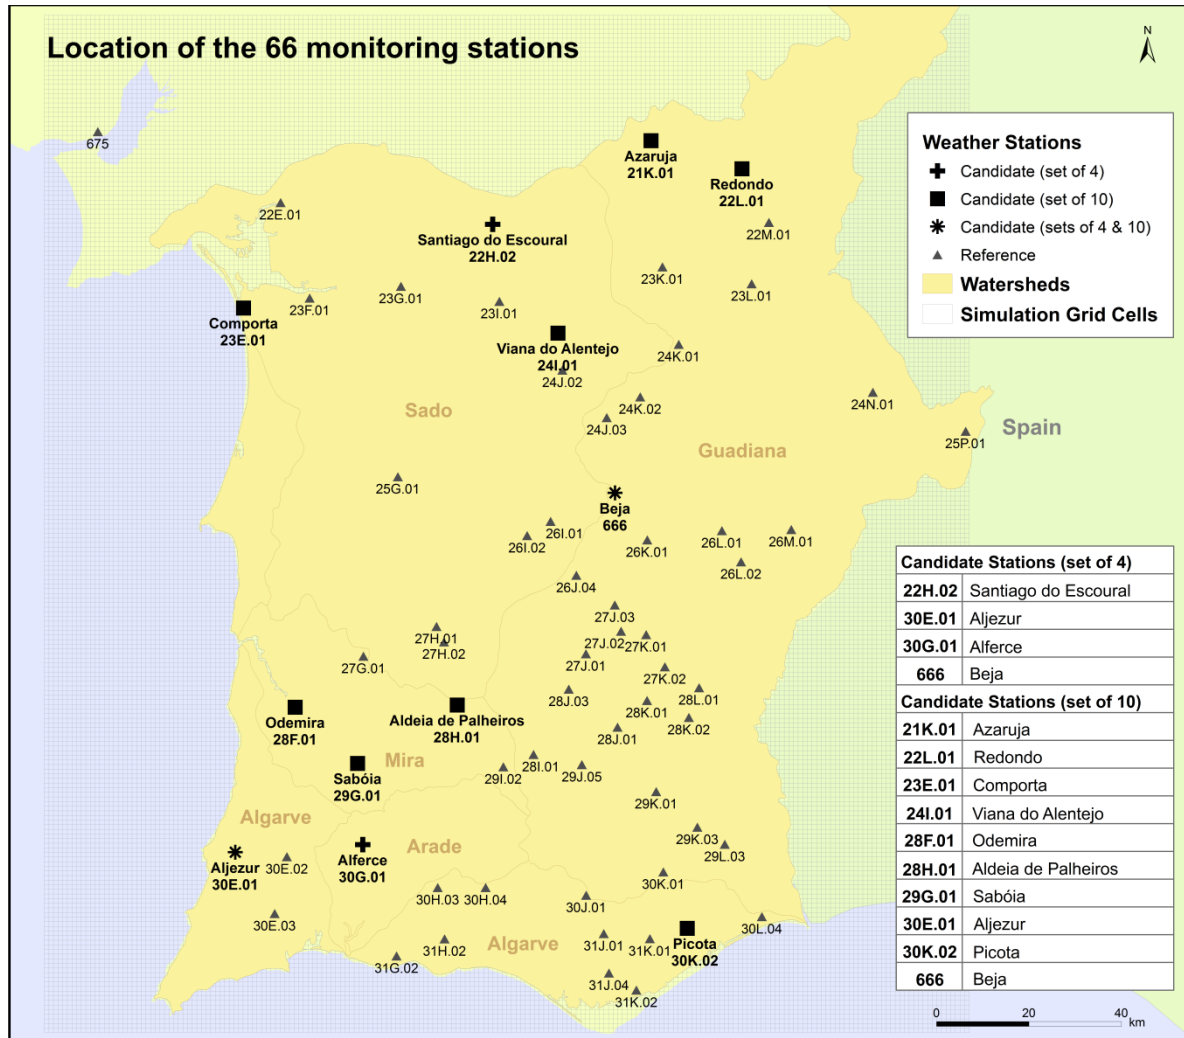 Location of the 66 monitoring stations
N
675
Azaruja
21K.01
Redondo
22L.01
22E.01
22M.01
Santiago do Escoural
22H.02
23K.01
23L.01
23G.01
23F.01
23I.01
Comporta
23E.01
Viana do Alentejo
24I.01
24J.02
24K.01
24K.02
24J.03
24N.01
25P.01
Sado
Guadiana
Spain
25G.01
Beja
666
26I.01
26I.02
26K.01
26L.01
26M.01
26L.02
26J.04
27J.03
27J.02
27K.01
27H.01
27H.02
27G.01
27J.01
27K.02
28J.03
28L.01
28K.01
28K.02
28J.01
Odemira
28F.01
Aldeia de Palheiros
28H.01
Mira
Sabóia
29G.01
29I.02
28I.01
29J.05
29K.01
29K.03
29L.03
Algarve
Arade
Aljezur
30E.01
30E.02
Alferce
30G.01
30K.01
30H.03
30H.04
30J.01
30E.03
30L.04
Algarve
31H.02
31G.02
31J.01
31K.01
Picota
30K.02
31J.04
31K.02
Weather Stations
Candidate (set of 4)
Candidate (set of 10)
Candidate (sets of 4 & 10)
Reference
Watersheds
Simulation Grid Cells
Candidate Stations (set of 4)
22H.02 Santiago do Escoural
30E.01 Aljezur
30G.01 Alferce
666 Beja
Candidate Stations (set of 10)
21K.01 Azaruja
22L.01 Redondo
23E.01 Comporta
24I.01 Viana do Alentejo
28F.01 Odemira
28H.01 Aldeia de Palheiros
29G.01 Sabóia
30E.01 Aljezur
30K.02 Picota
666 Beja
0 20 40
km